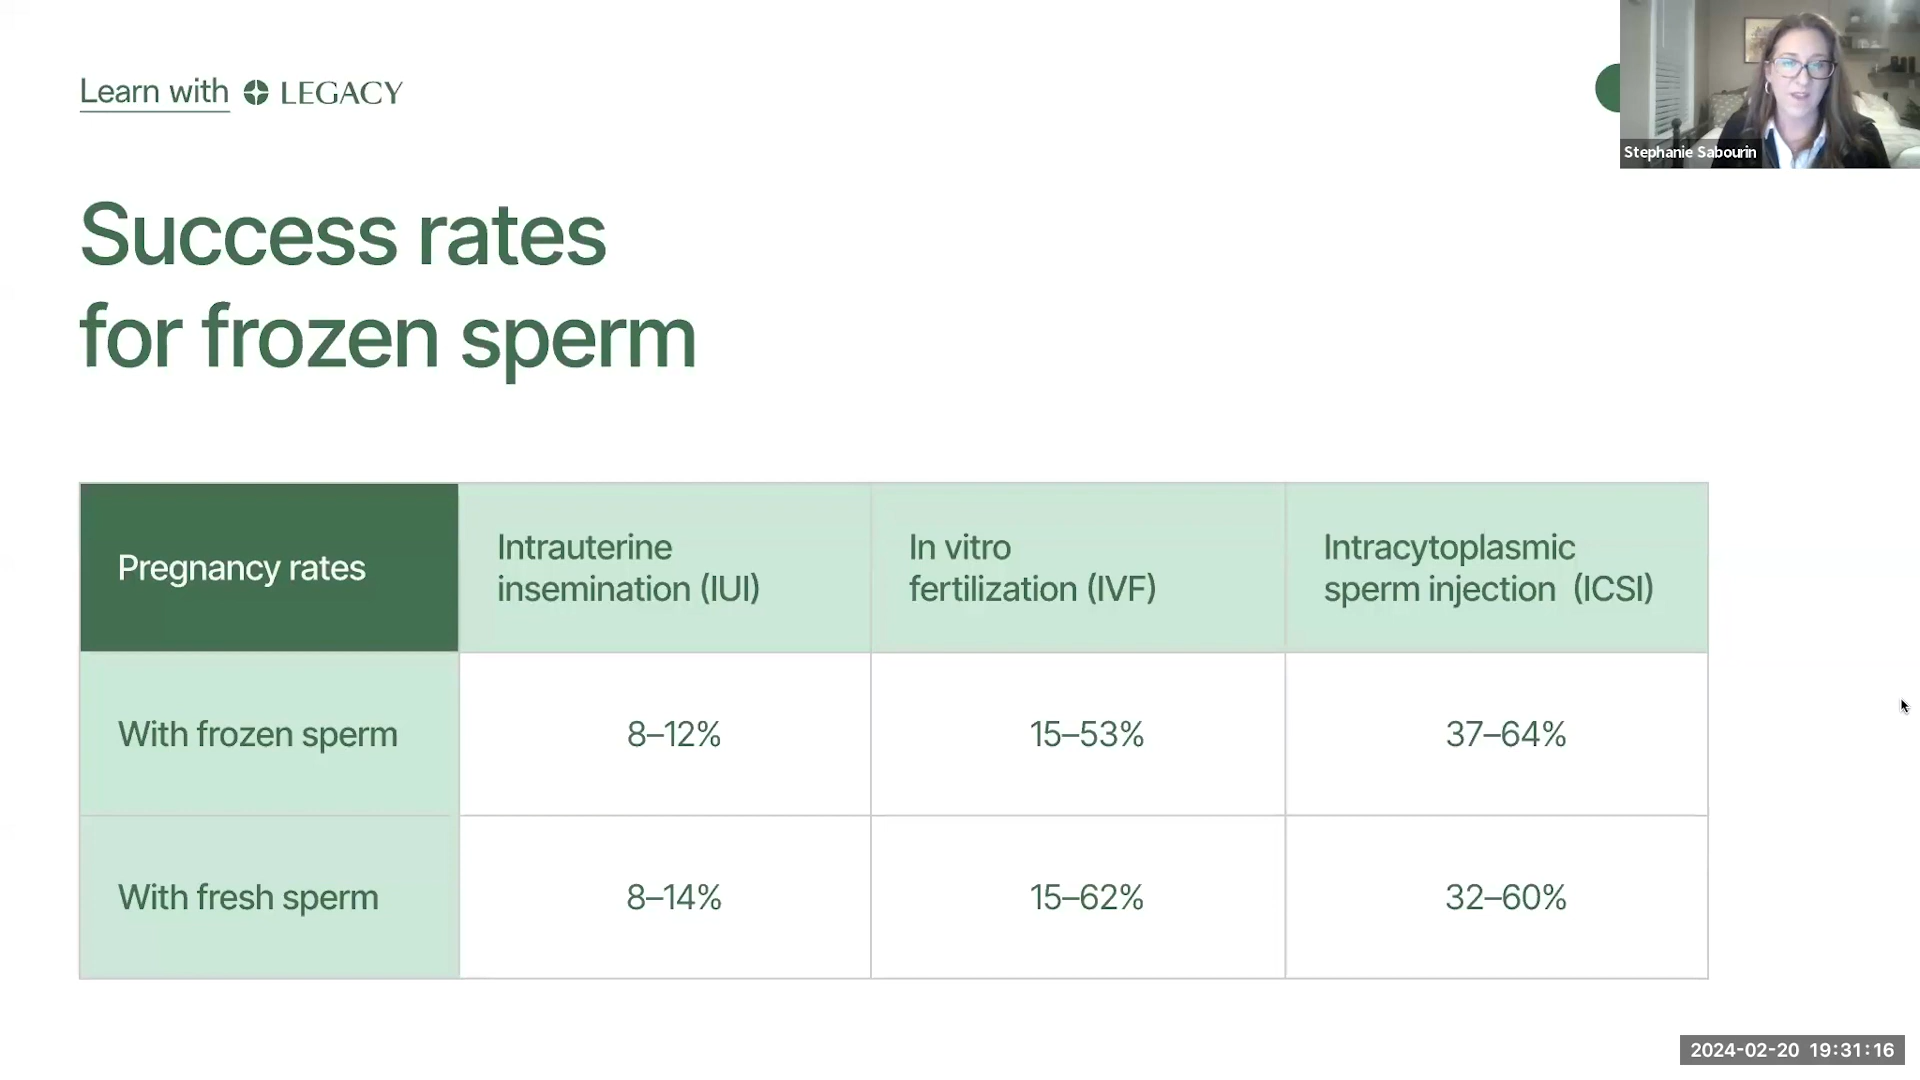 Learn with LEGACY
Stephanie Sabourin
Success rates
for frozen sperm
Pregnancy rates
Intrauterine
insemination (IUI)
In vitro
fertilization (IVF)
Intracytoplasmic
sperm injection (ICSI)
With frozen sperm
8–12%
15–53%
37–64%
With fresh sperm
8–14%
15–62%
32–60%
2024-02-20 19:31:16